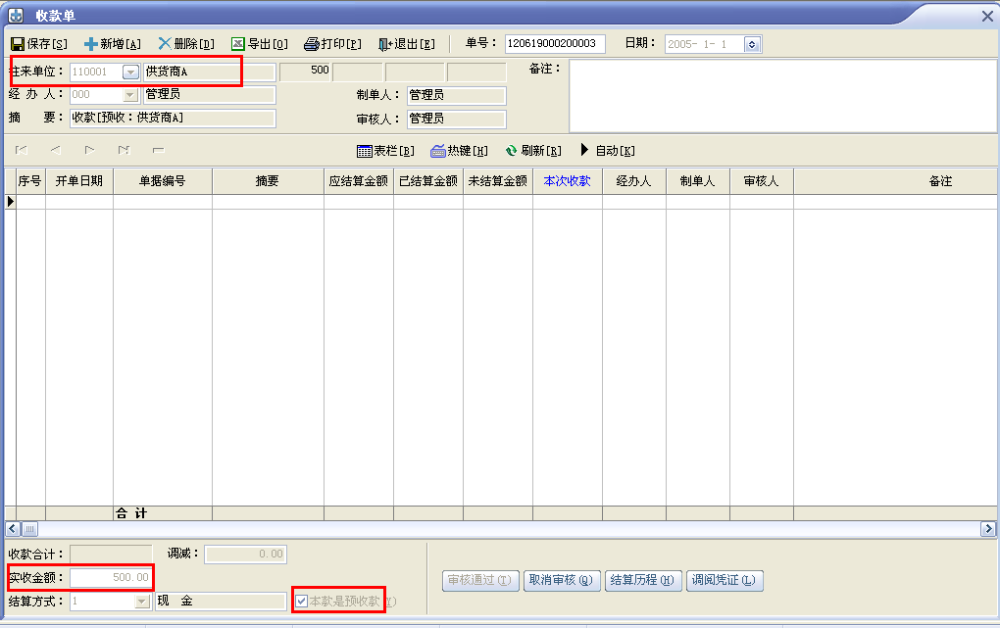 收款单
保存[S] 新增[A] 删除[D] 导出[O] 打印[P] 退出[E] 单号： 120619000200003 日期： 2005- 1- 1
往来单位： 110001 供货商A 500 备注：
经 办 人： 000 管理员 制单人： 管理员
摘 要： 收款[预收：供货商A] 审核人： 管理员
表栏[B] 热键[H] 刷新[R] 自动[K]
序号 开单日期 单据编号 摘要 应结算金额 已结算金额 未结算金额 本次收款 经办人 制单人 审核人 备注
合 计
收款合计： 调减： 0.00
实收金额： 500.00 审核通过(T) 取消审核(Q) 结算历程(H) 调阅凭证(L)
结算方式： 1 现 金 本款是预收款(Y)